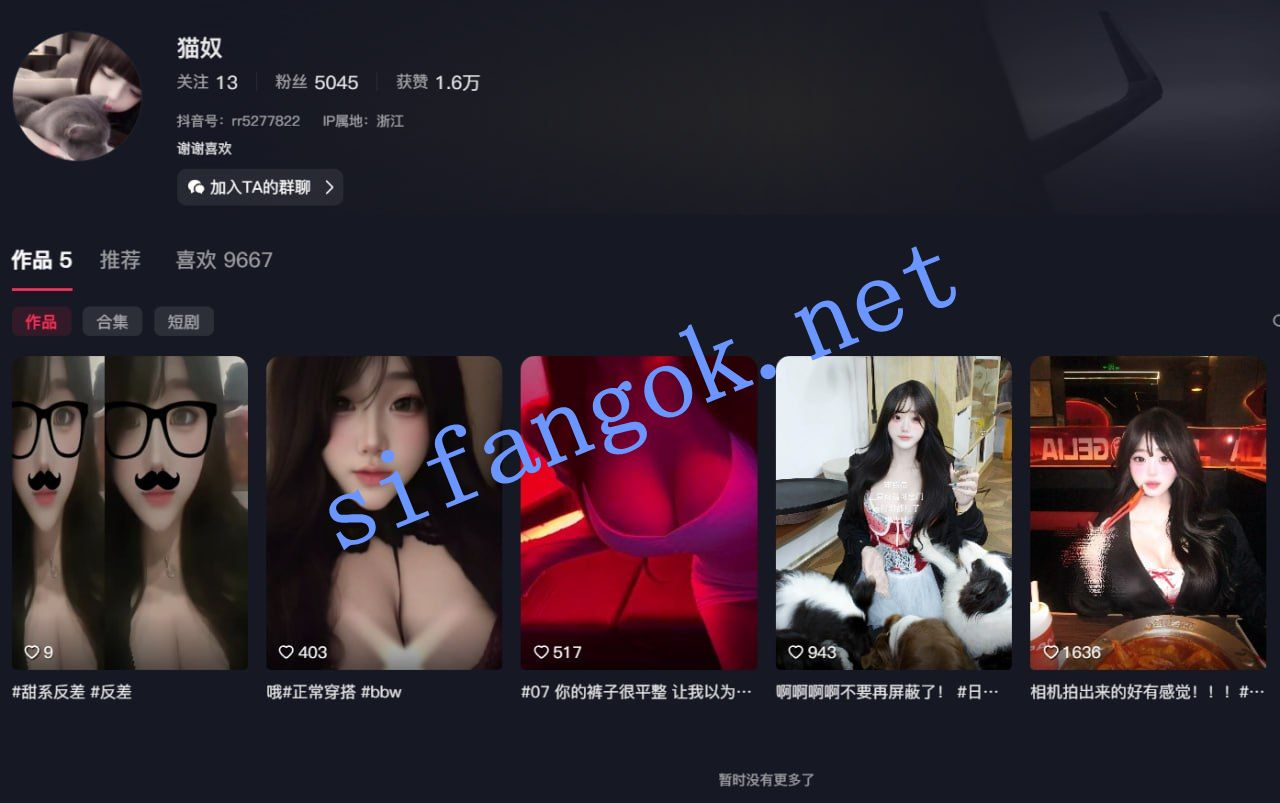 猫奴
关注 13 粉丝 5045 获赞 1.6万
抖音号：rr5277822 IP属地：浙江
谢谢喜欢
加入TA的群聊
作品 5 推荐 喜欢 9667
作品 合集 短剧
sifangok.net
GELIA
9 403 517 943 1636
#甜系反差 #反差
哦#正常穿搭 #bbw
#07 你的裤子很平整 让我以为…
啊啊啊啊不要再屏蔽了！ #日…
相机拍出来的好有感觉！！！#…
暂时没有更多了